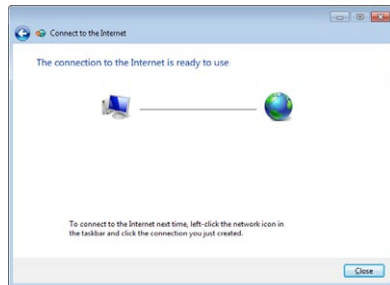 Connect to the Internet
The connection to the Internet is ready to use
To connect to the Internet next time, left-click the network icon in
the taskbar and click the connection you just created.
Close